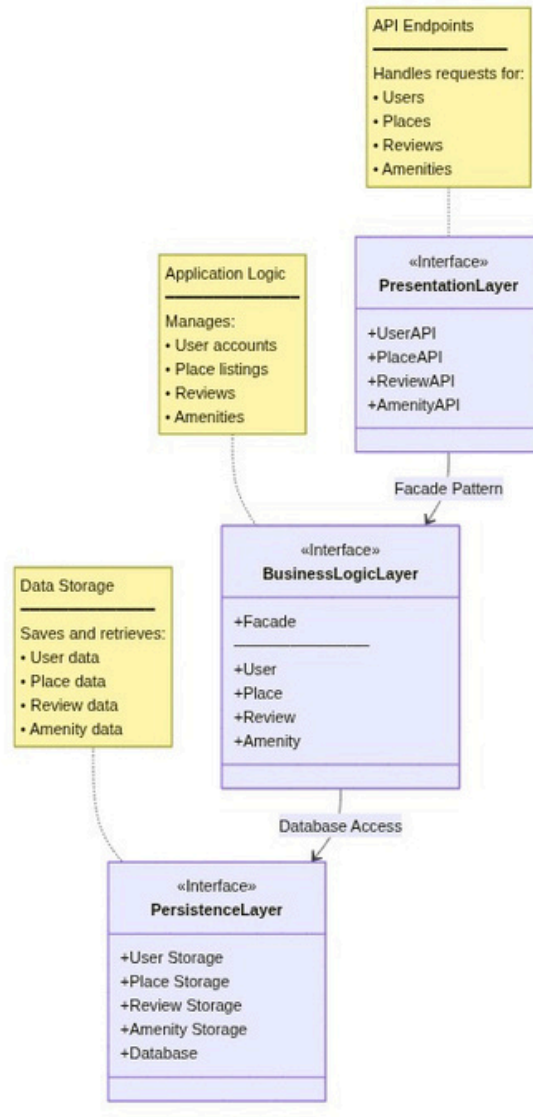 API Endpoints
Handles requests for:
• Users
• Places
• Reviews
• Amenities
«Interface»
PresentationLayer
+UserAPI
+PlaceAPI
+ReviewAPI
+AmenityAPI
Application Logic
Manages:
• User accounts
• Place listings
• Reviews
• Amenities
Facade Pattern
«Interface»
BusinessLogicLayer
+Facade
+User
+Place
+Review
+Amenity
Data Storage
Saves and retrieves:
• User data
• Place data
• Review data
• Amenity data
Database Access
«Interface»
PersistenceLayer
+User Storage
+Place Storage
+Review Storage
+Amenity Storage
+Database